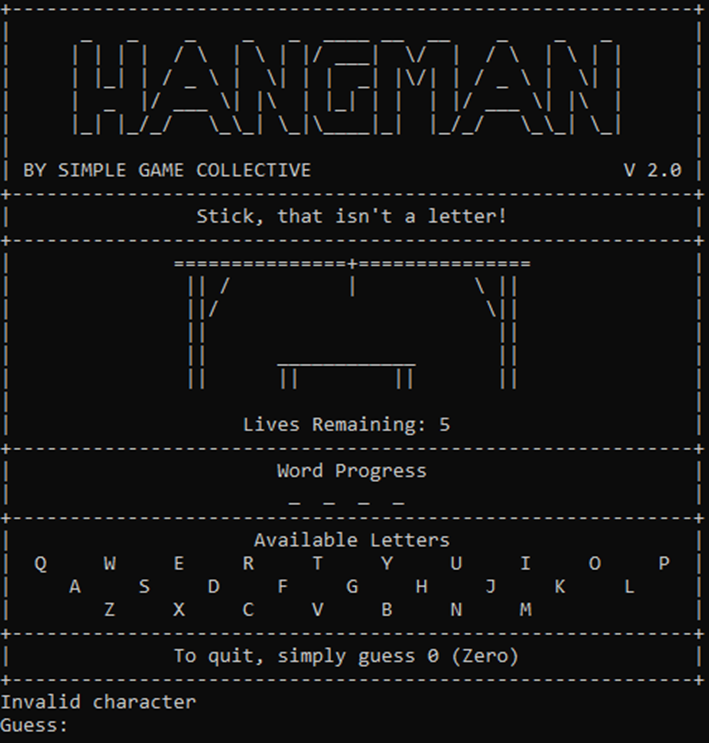 HANGMAN
BY SIMPLE GAME COLLECTIVE V 2.0
Stick, that isn't a letter!
Lives Remaining: 5
Word Progress
_ _ _ _
Available Letters
Q W E R T Y U I O P
A S D F G H J K L
Z X C V B N M
To quit, simply guess 0 (Zero)
Invalid character
Guess: